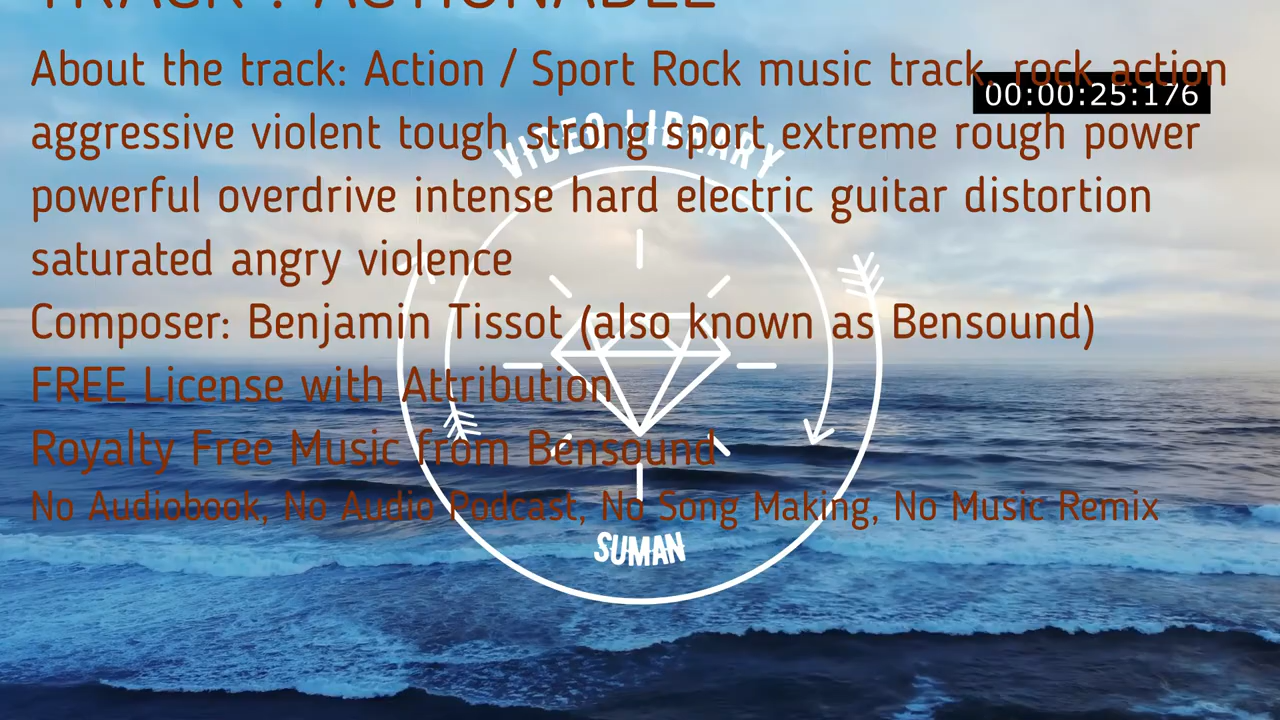 TRACK : ACTIONABLE
About the track: Action / Sport Rock music track, rock action
00:00:25:176
aggressive violent tough strong sport extreme rough power
VIDEO LIBRARY
powerful overdrive intense hard electric guitar distortion
saturated angry violence
Composer: Benjamin Tissot (also known as Bensound)
FREE License with Attribution
Royalty Free Music from Bensound
No Audiobook, No Audio Podcast, No Song Making, No Music Remix
SUMAN